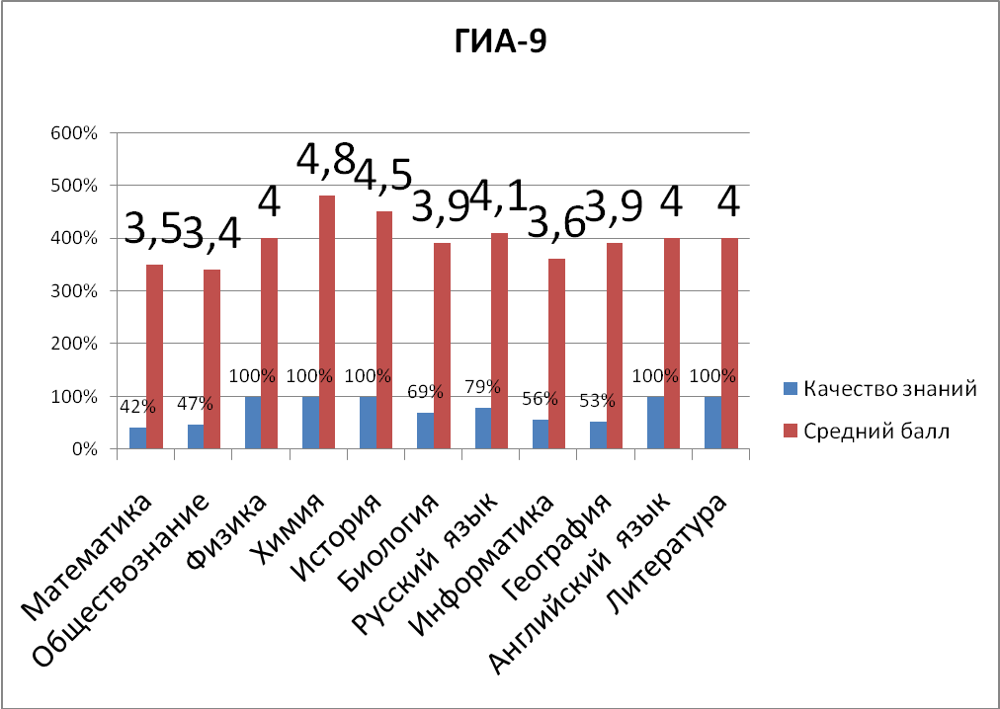 ГИА-9
600%
500%
400%
300%
200%
100%
0%
3,5
3,4
4
4,8
4,5
3,9
4,1
3,6
3,9
4
4
42%
47%
100%
100%
100%
69%
79%
56%
53%
100%
100%
Математика
Обществознание
Физика
Химия
История
Биология
Русский язык
Информатика
География
Английский язык
Литература
Качество знаний
Средний балл